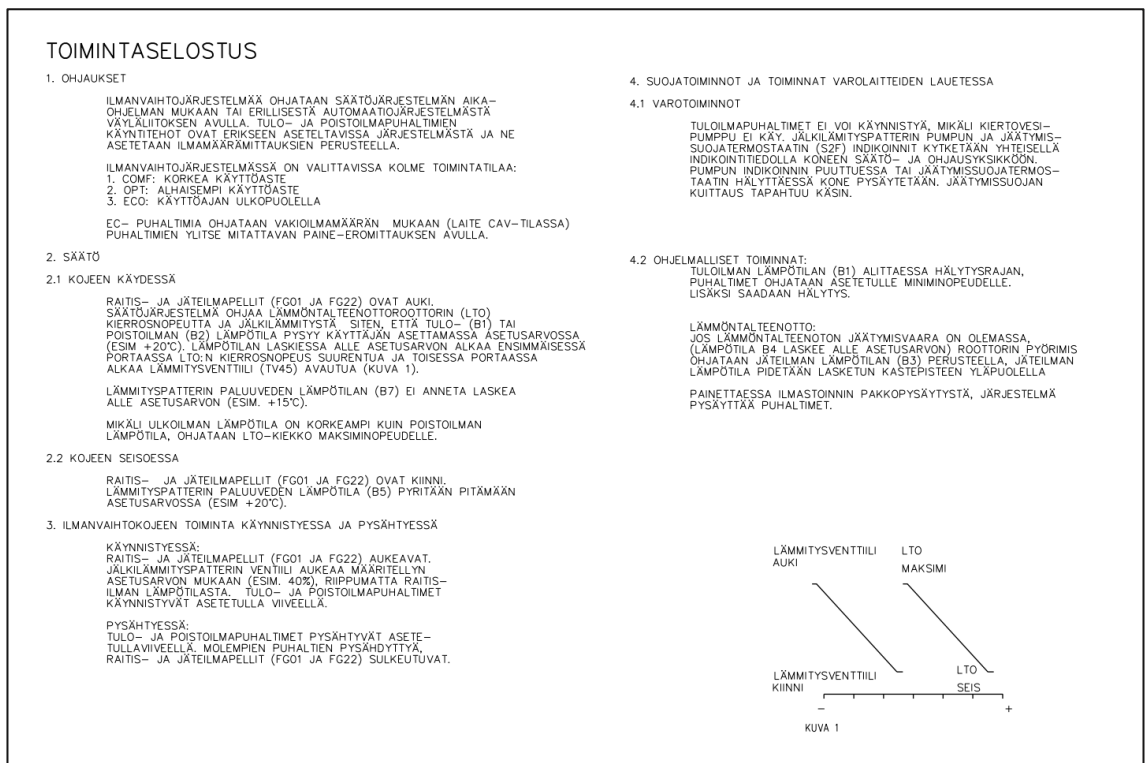 TOIMINTASELOSTUS
1. OHJAUKSET
ILMANVAIHTOJÄRJESTELMÄÄ OHJATAAN SÄÄTÖJÄRJESTELMÄN AIKA–
OHJELMAN MUKAAN TAI ERILLISESTÄ AUTOMAATIOJÄRJESTELMÄSTÄ
VÄYLÄLIITOKSEN AVULLA. TULO– JA POISTOILMAPUHALTIMIEN
KÄYNTITEHOT OVAT ERIKSEEN ASETELTAVISSA JÄRJESTELMÄSTÄ JA NE
ASETETAAN ILMAMÄÄRÄMITTAUKSIEN PERUSTEELLA.
ILMANVAIHTOJÄRJESTELMÄSSÄ ON VALITTAVISSA KOLME TOIMINTATILAA:
1. COMF: KORKEA KÄYTTÖASTE
2. OPT: ALHAISEMPI KÄYTTÖASTE
3. ECO: KÄYTTÖAJAN ULKOPUOLELLA
EC– PUHALTIMIA OHJATAAN VAKIOILMAMÄÄRÄN MUKAAN (LAITE CAV–TILASSA)
PUHALTIMIEN YLITSE MITATTAVAN PAINE–EROMITTAUKSEN AVULLA.
2. SÄÄTÖ
2.1 KOJEEN KÄYDESSÄ
RAITIS– JA JÄTEILMAPELLIT (FG01 JA FG22) OVAT AUKI.
SÄÄTÖJÄRJESTELMÄ OHJAA LÄMMÖNTALTEENOTTOROOTTORIN (LTO)
KIERROSNOPEUTTA JA JÄLKILÄMMITYSTÄ SITEN, ETTÄ TULO– (B1) TAI
POISTOILMAN (B2) LÄMPÖTILA PYSYY KÄYTTÄJÄN ASETTAMASSA ASETUSARVOSSA
(ESIM +20°C). LÄMPÖTILAN LASKIESSA ALLE ASETUSARVON ALKAA ENSIMMÄISESSÄ
PORTAASSA LTO:N KIERROSNOPEUS SUURENTUA JA TOISESSA PORTAASSA
ALKAA LÄMMITYSVENTTIILI (TV45) AVAUTUA (KUVA 1).
LÄMMITYSPATTERIN PALUUVEDEN LÄMPÖTILAN (B7) EI ANNETA LASKEA
ALLE ASETUSARVON (ESIM. +15°C).
MIKÄLI ULKOILMAN LÄMPÖTILA ON KORKEAMPI KUIN POISTOILMAN
LÄMPÖTILA, OHJATAAN LTO–KIEKKO MAKSIMINOPEUDELLE.
2.2 KOJEEN SEISOESSA
RAITIS– JA JÄTEILMAPELLIT (FG01 JA FG22) OVAT KIINNI.
LÄMMITYSPATTERIN PALUUVEDEN LÄMPÖTILA (B5) PYRITÄÄN PITÄMÄÄN
ASETUSARVOSSA (ESIM +20°C).
3. ILMANVAIHTOKOJEEN TOIMINTA KÄYNNISTYESSA JA PYSÄHTYESSÄ
KÄYNNISTYESSÄ:
RAITIS– JA JÄTEILMAPELLIT (FG01 JA FG22) AUKEAVAT.
JÄLKILÄMMITYSPATTERIN VENTIILI AUKEAA MÄÄRITELLYN
ASETUSARVON MUKAAN (ESIM. 40%), RIIPPUMATTA RAITIS–
ILMAN LÄMPÖTILASTA. TULO– JA POISTOILMAPUHALTIMET
KÄYNNISTYVÄT ASETETULLA VIIVEELLÄ.
PYSÄHTYESSÄ:
TULO– JA POISTOILMAPUHALTIMET PYSÄHTYVÄT ASETE–
TULLAVIIVEELLÄ. MOLEMPIEN PUHALTIEN PYSÄHDYTTYÄ,
RAITIS– JA JÄTEILMAPELLIT (FG01 JA FG22) SULKEUTUVAT.
4. SUOJATOIMINNOT JA TOIMINNAT VAROLAITTEIDEN LAUETESSA
4.1 VAROTOIMINNOT
TULOILMAPUHALTIMET EI VOI KÄYNNISTYÄ, MIKÄLI KIERTOVESI–
PUMPPU EI KÄY. JÄLKILÄMMITYSPATTERIN PUMPUN JA JÄÄTYMIS–
SUOJATERMOSTAATIN (S2F) INDIKOINNIT KYTKETÄÄN YHTEISELLÄ
INDIKOINTITIEDOLLA KONEEN SÄÄTÖ– JA OHJAUSYKSIKKÖÖN.
PUMPUN INDIKOINNIN PUUTTUESSA TAI JÄÄTYMISSUOJATERMOS–
TAATIN HÄLYTTÄESSÄ KONE PYSÄYTETÄÄN. JÄÄTYMISSUOJAN
KUITTAUS TAPAHTUU KÄSIN.
4.2 OHJELMALLISET TOIMINNAT:
TULOILMAN LÄMPÖTILAN (B1) ALITTAESSA HÄLYTYSRAJAN,
PUHALTIMET OHJATAAN ASETETULLE MINIMINOPEUDELLE.
LISÄKSI SAADAAN HÄLYTYS.
LÄMMÖNTALTEENOTTO:
JOS LÄMMÖNTALTEENOTON JÄÄTYMISVAARA ON OLEMASSA,
(LÄMPÖTILA B4 LASKEE ALLE ASETUSARVON) ROOTTORIN PYÖRIMIS
OHJATAAN JÄTEILMAN LÄMPÖTILAN (B3) PERUSTEELLA, JÄTEILMAN
LÄMPÖTILA PIDETÄÄN LASKETUN KASTEPISTEEN YLÄPUOLELLA
PAINETTAESSA ILMASTOINNIN PAKKOPYSÄYTYSTÄ, JÄRJESTELMÄ
PYSÄYTTÄÄ PUHALTIMET.
LÄMMITYSVENTTIILI
AUKI
LTO
MAKSIMI
LÄMMITYSVENTTIILI
KIINNI
LTO
SEIS
– +
KUVA 1